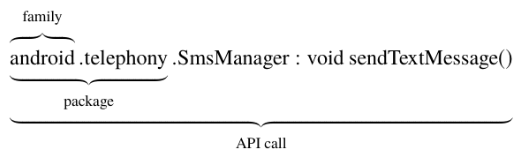 family
android.telephony.SmsManager : void sendTextMessage()
package
API call